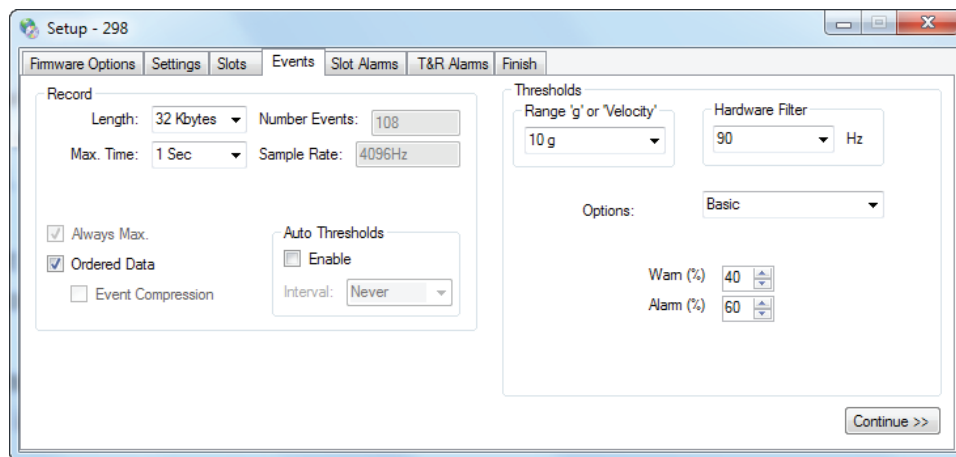 Setup - 298
X
Firmware Options Settings Slots Events Slot Alarms T&R Alarms Finish
Record
Length: 32 Kbytes Number Events: 108
Max. Time: 1 Sec Sample Rate: 4096Hz
Always Max.
Ordered Data
Event Compression
Auto Thresholds
Enable
Interval: Never
Thresholds
Range 'g' or 'Velocity'
10 g
Hardware Filter
90 Hz
Options: Basic
Warn (%) 40
Alarm (%) 60
Continue >>